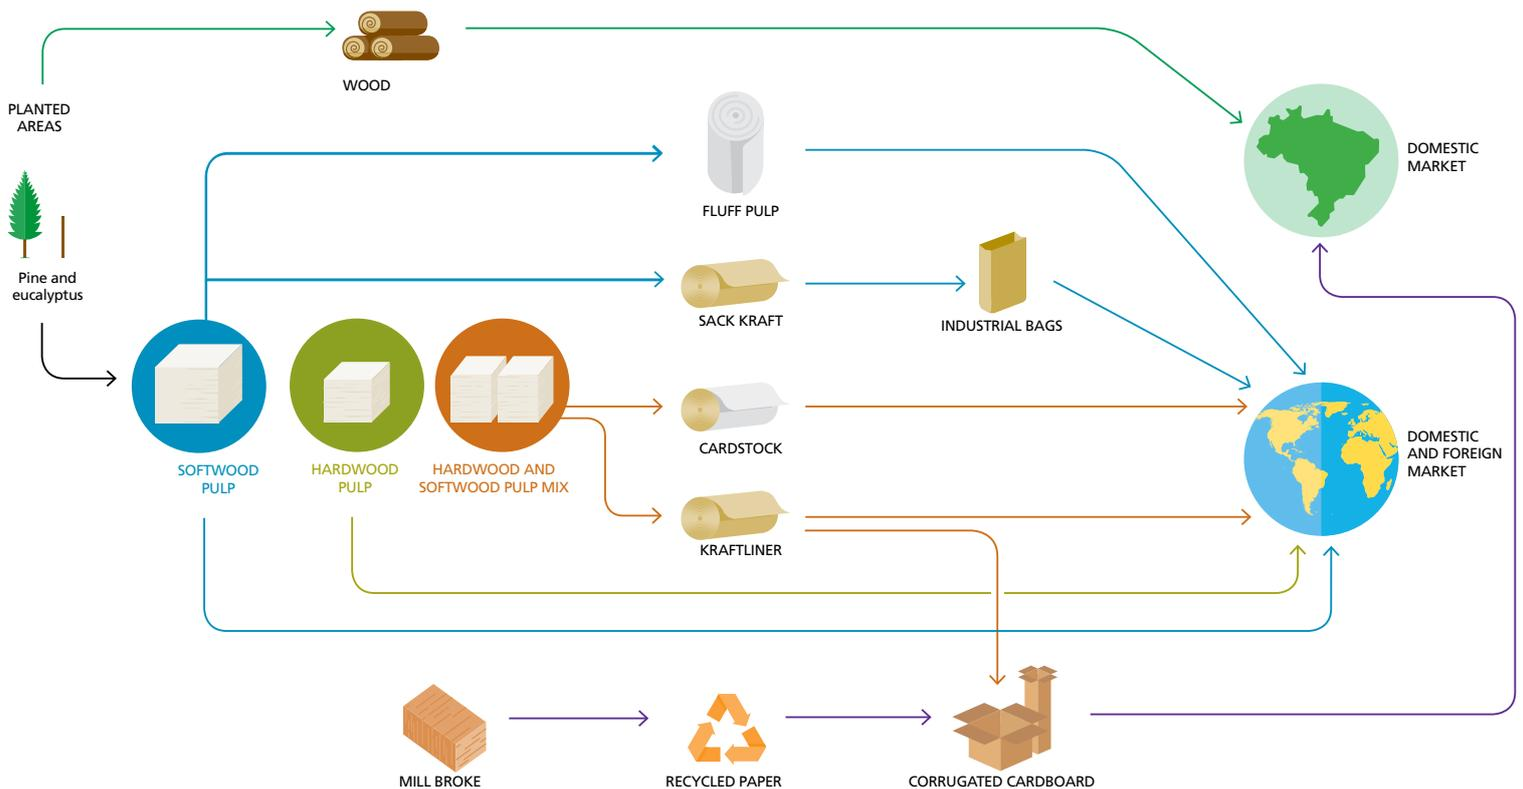 WOOD
PLANTED
AREAS
FLUFF PULP
DOMESTIC
MARKET
Pine and
eucalyptus
SACK KRAFT
INDUSTRIAL BAGS
SOFTWOOD
PULP
HARDWOOD
PULP
HARDWOOD AND
SOFTWOOD PULP MIX
CARDSTOCK
DOMESTIC
AND FOREIGN
MARKET
KRAFTLINER
MILL BROKE
RECYCLED PAPER
CORRUGATED CARDBOARD